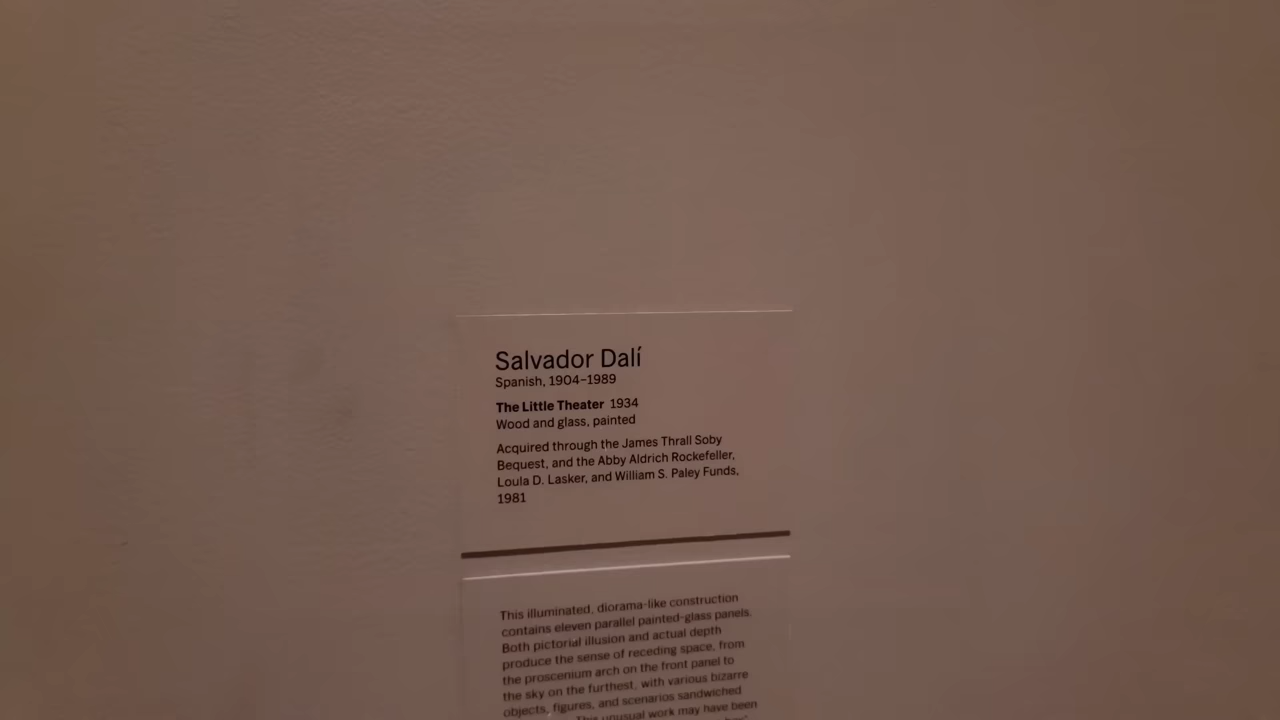 Salvador Dalí
Spanish, 1904–1989
The Little Theater 1934
Wood and glass, painted
Acquired through the James Thrall Soby
Bequest, and the Abby Aldrich Rockefeller,
Loula D. Lasker, and William S. Paley Funds,
1981
This illuminated, diorama-like construction
contains eleven parallel painted-glass panels.
Both pictorial illusion and actual depth
produce the sense of receding space, from
the proscenium arch on the front panel to
the sky on the furthest, with various bizarre
objects, figures, and scenarios sandwiched
This unusual work may have been